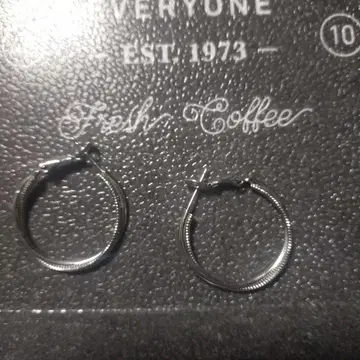 VERYONE
- EST. 1973 -
10
Fresh Coffee